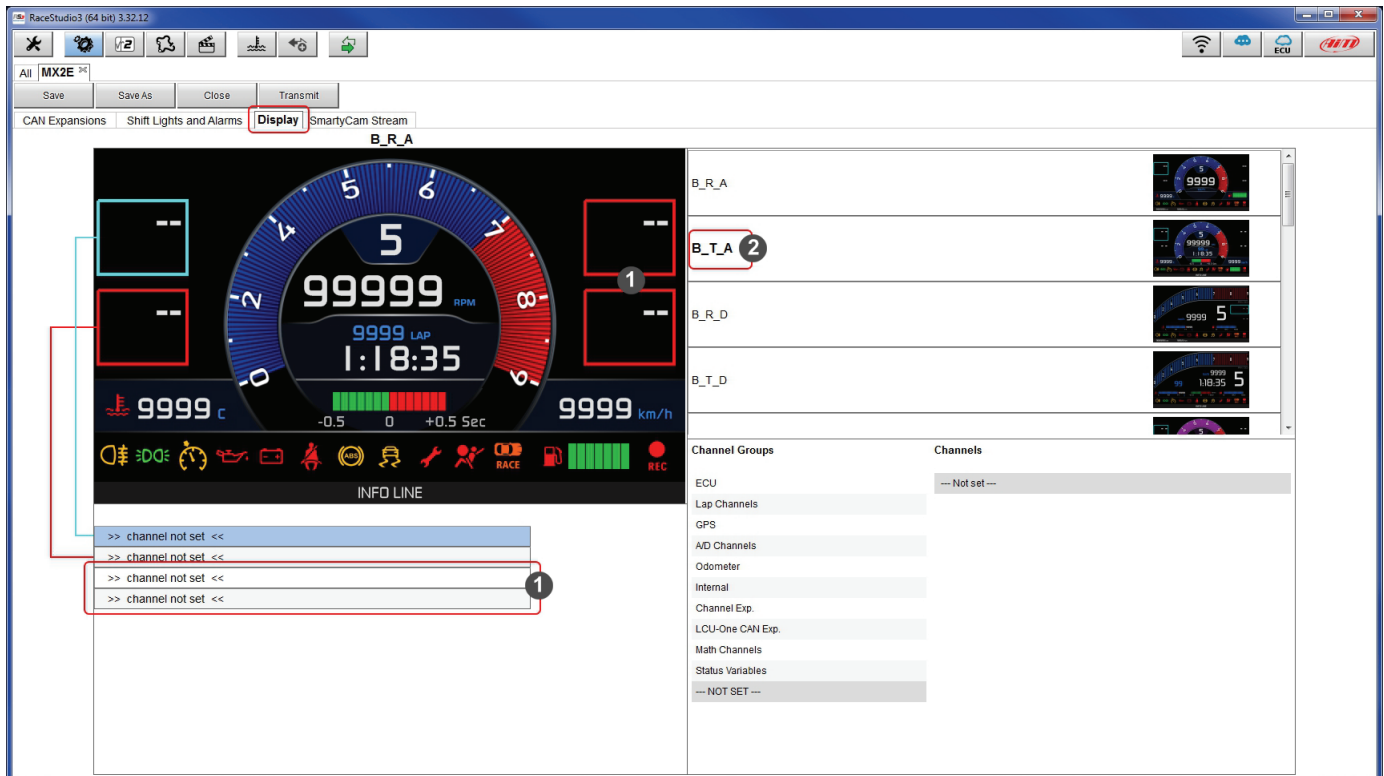 RaceStudio3 (64 bit) 3.32.12
ECU
AiM
All MX2E
Save Save As Close Transmit
CAN Expansions Shift Lights and Alarms Display SmartyCam Stream
B_R_A
0 2 4 5 6 7 8 9
5
99999 RPM
9999 LAP
1:18:35
-- --
-- --
1
9999 C
-0.5 0 +0.5 Sec
9999 km/h
ABS
RACE
REC
INFO LINE
>> channel not set <<
>> channel not set <<
>> channel not set <<
>> channel not set <<
1
B_R_A
B_T_A 2
B_R_D
B_T_D
Channel Groups Channels
ECU --- Not set ---
Lap Channels
GPS
A/D Channels
Odometer
Internal
Channel Exp.
LCU-One CAN Exp.
Math Channels
Status Variables
--- NOT SET ---